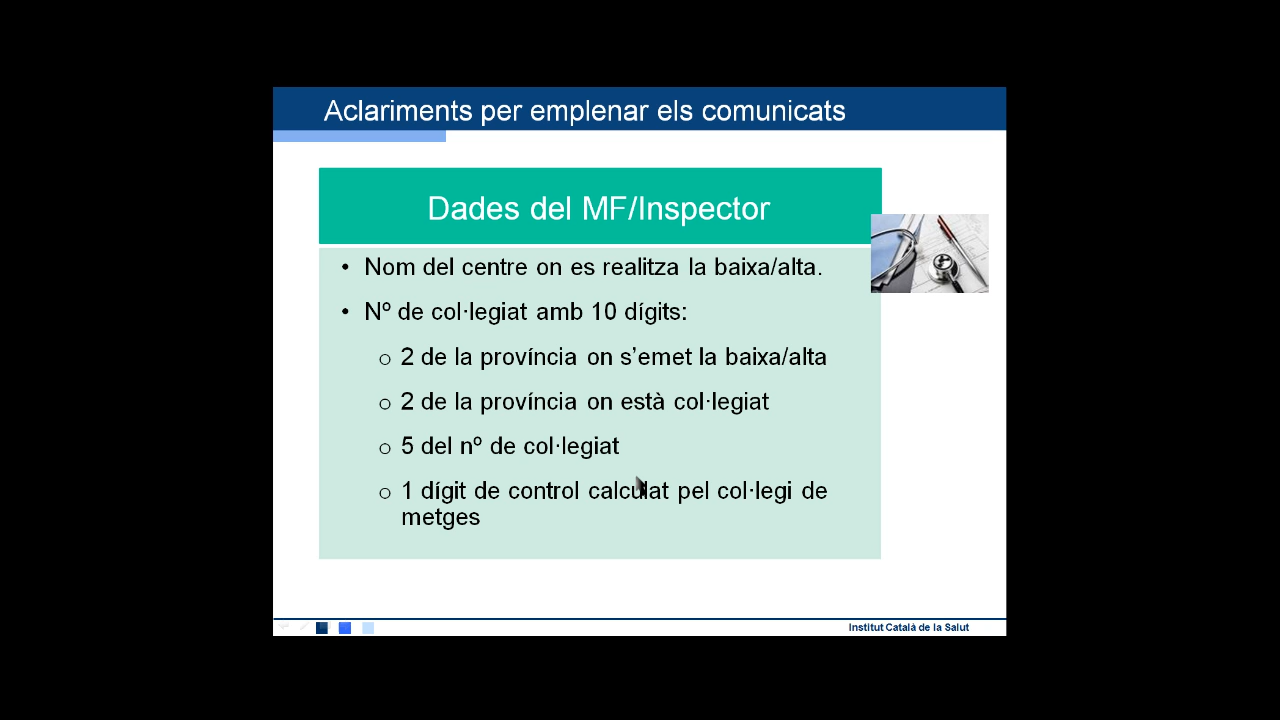 Aclariments per emplenar els comunicats
Dades del MF/Inspector
• Nom del centre on es realitza la baixa/alta.
• Nº de col·legiat amb 10 dígits:
o 2 de la província on s’emet la baixa/alta
o 2 de la província on està col·legiat
o 5 del nº de col·legiat
o 1 dígit de control calculat pel col·legi de
metges
Institut Català de la Salut